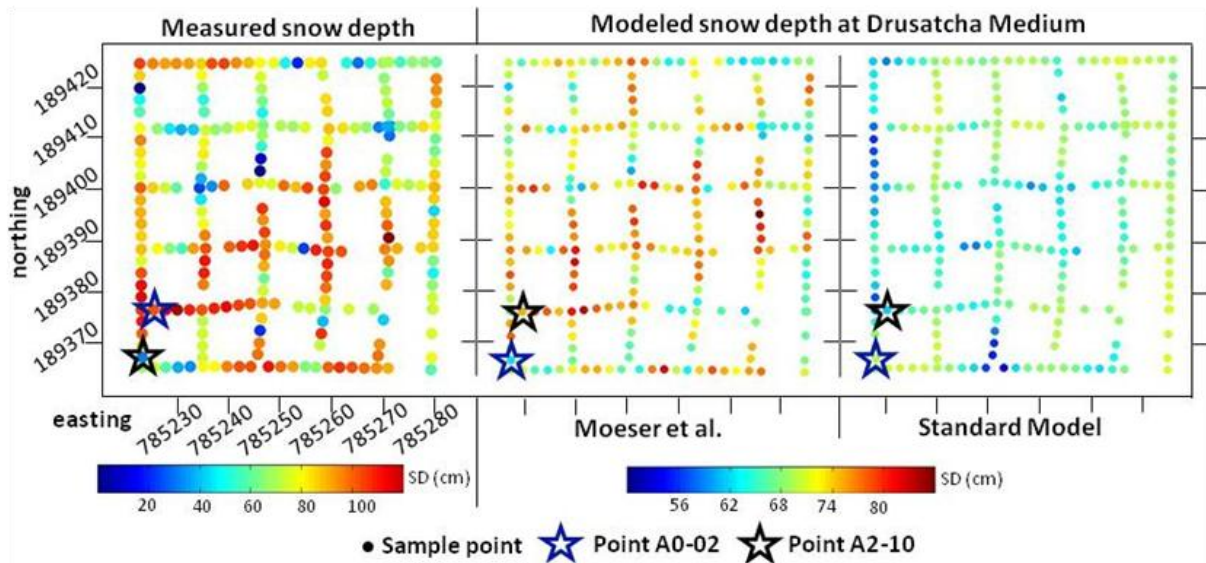 Measured snow depth
Modeled snow depth at Drusatcha Medium
northing
189420
189410
189400
189390
189380
189370
easting
785230
785240
785250
785260
785270
785280
Moeser et al.
Standard Model
SD (cm)
20 40 60 80 100
SD (cm)
56 62 68 74 80
Sample point Point A0-02 Point A2-10